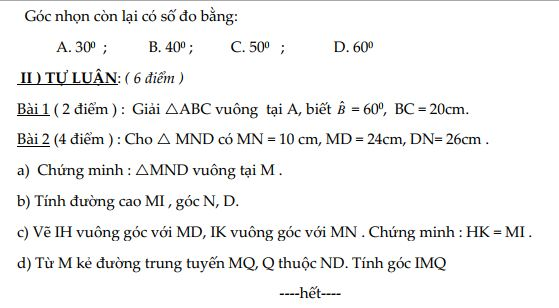 Góc nhọn còn lại có số đo bằng:
A. 30⁰ ; B. 40⁰ ; C. 50⁰ ; D. 60⁰
II ) TỰ LUẬN: ( 6 điểm )
Bài 1 ( 2 điểm ) : Giải △ABC vuông tại A, biết B̂ = 60⁰, BC = 20cm.
Bài 2 (4 điểm ) : Cho △ MND có MN = 10 cm, MD = 24cm, DN= 26cm .
a) Chứng minh : △MND vuông tại M .
b) Tính đường cao MI , góc N, D.
c) Vẽ IH vuông góc với MD, IK vuông góc với MN . Chứng minh : HK = MI .
d) Từ M kẻ đường trung tuyến MQ, Q thuộc ND. Tính góc IMQ
----hết----